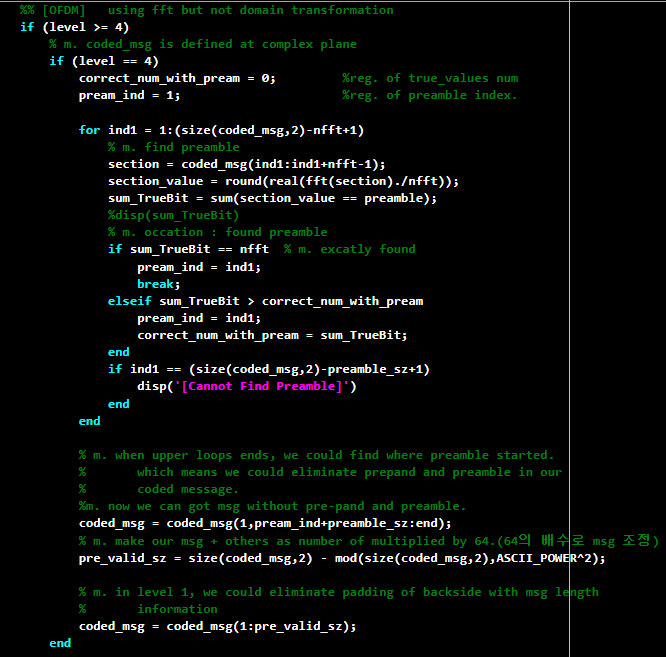 %% [OFDM]   using fft but not domain transformation
if (level >= 4)
    % m. coded_msg is defined at complex plane
    if (level == 4)
        correct_num_with_pream = 0;         %reg. of true_values num
        pream_ind = 1;                      %reg. of preamble index.

        for ind1 = 1:(size(coded_msg,2)-nfft+1)
            % m. find preamble
            section = coded_msg(ind1:ind1+nfft-1);
            section_value = round(real(fft(section)./nfft));
            sum_TrueBit = sum(section_value == preamble);
            %disp(sum_TrueBit)
            % m. occation : found preamble
            if sum_TrueBit == nfft  % m. excatly found
                pream_ind = ind1;
                break;
            elseif sum_TrueBit > correct_num_with_pream
                pream_ind = ind1;
                correct_num_with_pream = sum_TrueBit;
            end
            if ind1 == (size(coded_msg,2)-preamble_sz+1)
                disp('[Cannot Find Preamble]')
            end
        end

        % m. when upper loops ends, we could find where preamble started.
        %       which means we could eliminate prepand and preamble in our
        %       coded message.
        %m. now we can got msg without pre-pand and preamble.
        coded_msg = coded_msg(1,pream_ind+preamble_sz:end);
        % m. make our msg + others as number of multiplied by 64.(64의 배수로 msg 조정)
        pre_valid_sz = size(coded_msg,2) - mod(size(coded_msg,2),ASCII_POWER^2);

        % m. in level 1, we could eliminate padding of backside with msg length
        %       information
        coded_msg = coded_msg(1:pre_valid_sz);
    end